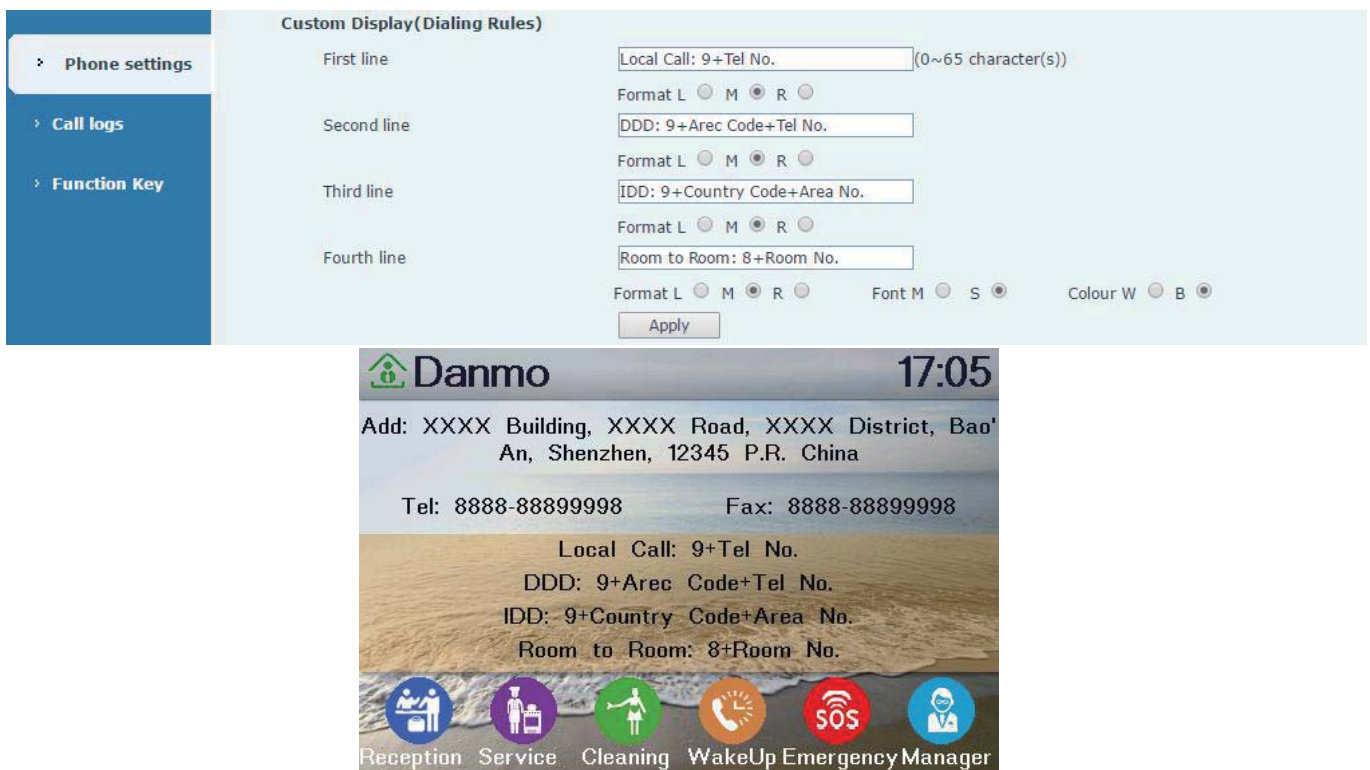 Custom Display(Dialing Rules)
Phone settings
First line
Local Call: 9+Tel No.
(0~65 character(s))
Format L M R
Call logs
Second line
DDD: 9+Arec Code+Tel No.
Format L M R
Function Key
Third line
IDD: 9+Country Code+Area No.
Format L M R
Fourth line
Room to Room: 8+Room No.
Format L M R Font M S Colour W B
Apply
Danmo 17:05
Add: XXXX Building, XXXX Road, XXXX District, Bao'
An, Shenzhen, 12345 P.R. China
Tel: 8888-88899998 Fax: 8888-88899998
Local Call: 9+Tel No.
DDD: 9+Arec Code+Tel No.
IDD: 9+Country Code+Area No.
Room to Room: 8+Room No.
SOS
Reception Service Cleaning WakeUp Emergency Manager